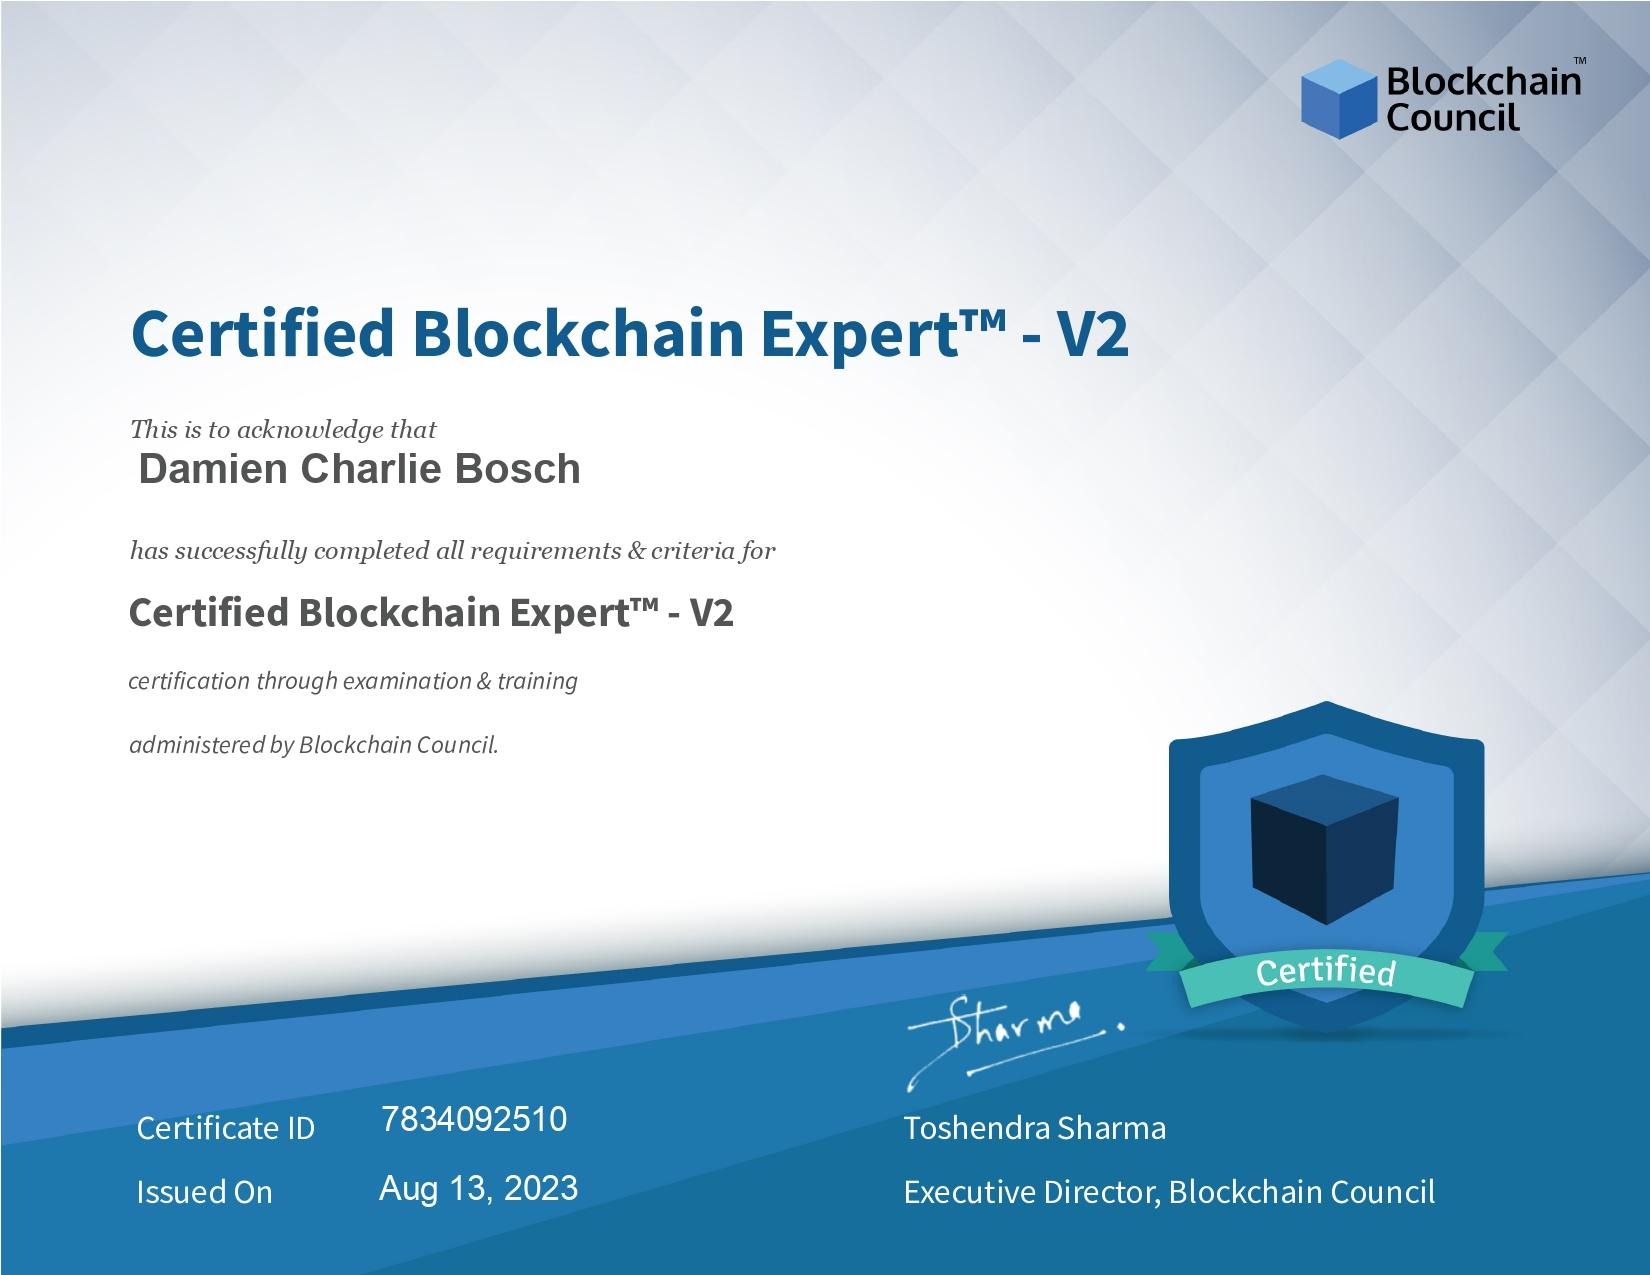 Blockchain™
Council
Certified Blockchain Expert™ - V2
This is to acknowledge that
Damien Charlie Bosch
has successfully completed all requirements & criteria for
Certified Blockchain Expert™ - V2
certification through examination & training
administered by Blockchain Council.
Certified
Sharma.
Certificate ID 7834092510
Toshendra Sharma
Issued On Aug 13, 2023
Executive Director, Blockchain Council